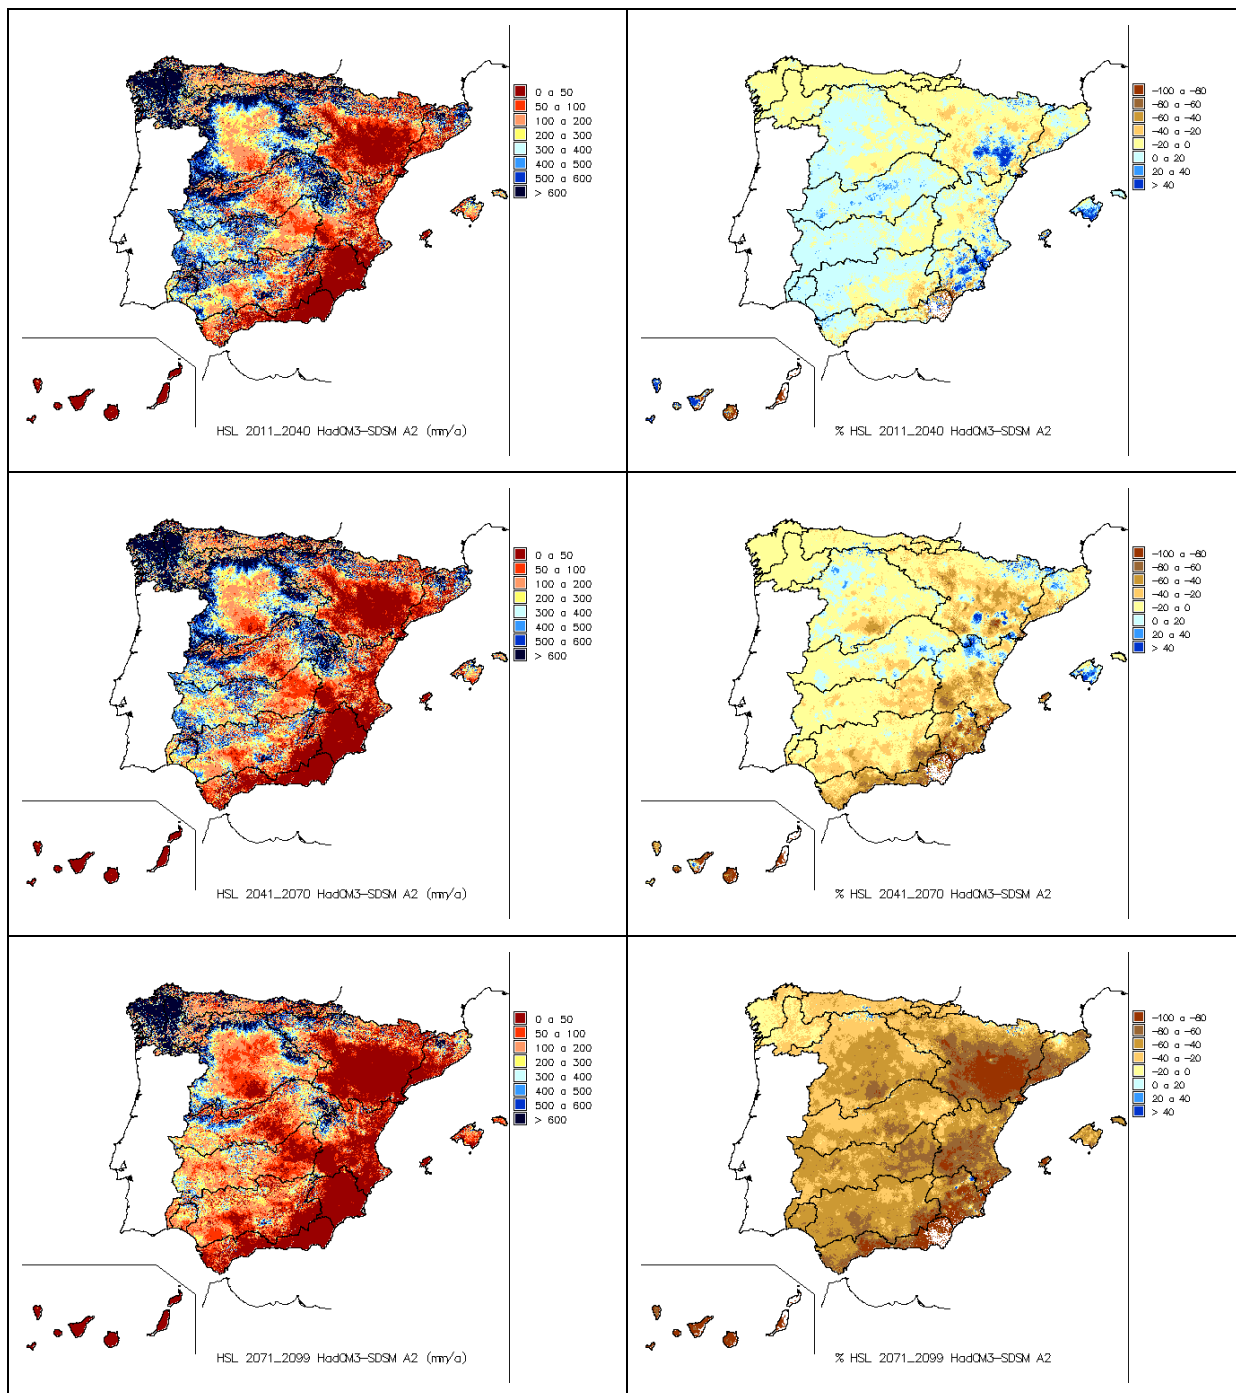 0 a 50
50 a 100
100 a 200
200 a 300
300 a 400
400 a 500
500 a 600
> 600
HSL 2011_2040 HadCM3-SDSM A2 (mm/a)
-100 a -80
-80 a -60
-60 a -40
-40 a -20
-20 a 0
0 a 20
20 a 40
> 40
% HSL 2011_2040 HadCM3-SDSM A2
0 a 50
50 a 100
100 a 200
200 a 300
300 a 400
400 a 500
500 a 600
> 600
HSL 2041_2070 HadCM3-SDSM A2 (mm/a)
-100 a -80
-80 a -60
-60 a -40
-40 a -20
-20 a 0
0 a 20
20 a 40
> 40
% HSL 2041_2070 HadCM3-SDSM A2
0 a 50
50 a 100
100 a 200
200 a 300
300 a 400
400 a 500
500 a 600
> 600
HSL 2071_2099 HadCM3-SDSM A2 (mm/a)
-100 a -80
-80 a -60
-60 a -40
-40 a -20
-20 a 0
0 a 20
20 a 40
> 40
% HSL 2071_2099 HadCM3-SDSM A2